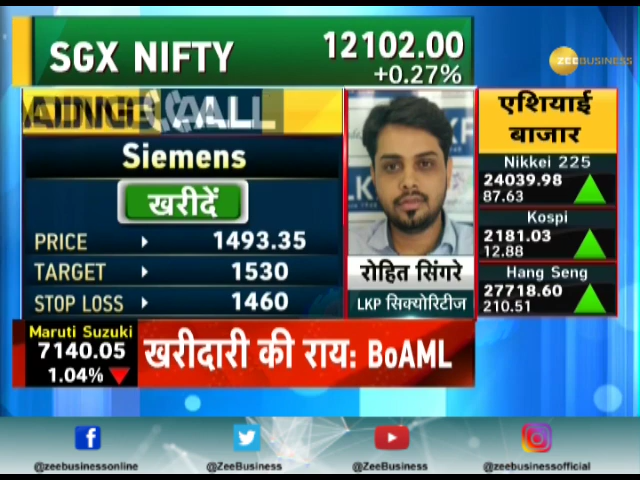 SGX NIFTY
12102.00
+0.27%
ZEEBUSINESS
Siemens
खरीदें
PRICE 1493.35
TARGET 1530
STOP LOSS 1460
रोहित सिंगरे
LKP सिक्योरिटीज
एशियाई
बाजार
Nikkei 225
24039.98
87.63
Kospi
2181.03
12.88
Hang Seng
27718.60
210.51
Maruti Suzuki
7140.05
1.04%
खरीदारी की राय: BoAML
@zeebusinessonline
@ZeeBusiness
@ZeeBusiness
@zeebusinessofficial